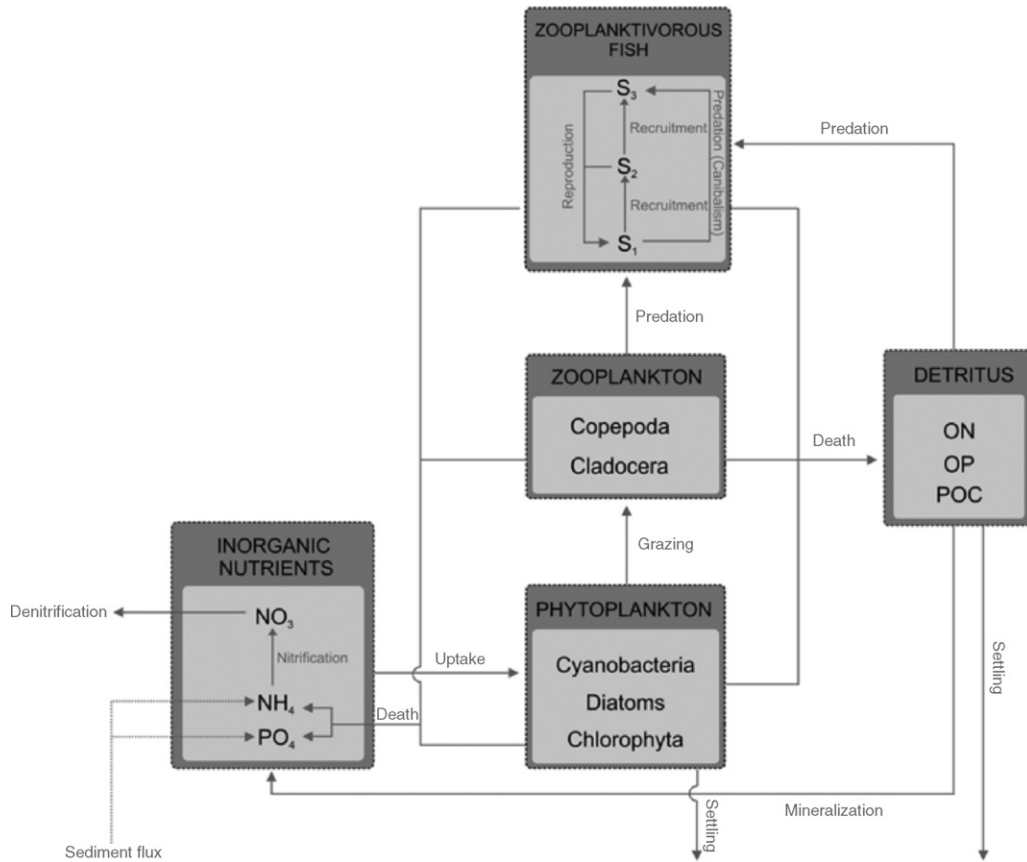 ZOOPLANKTIVOROUS
FISH
S3
Recruitment
S2
Recruitment
S1
Reproduction
Predation (Canibalism)
Predation
Predation
ZOOPLANKTON
Copepoda
Cladocera
Death
DETRITUS
ON
OP
POC
Grazing
INORGANIC
NUTRIENTS
NO3
Nitrification
NH4
PO4
Denitrification
Uptake
Death
PHYTOPLANKTON
Cyanobacteria
Diatoms
Chlorophyta
Settling
Settling
Mineralization
Sediment flux